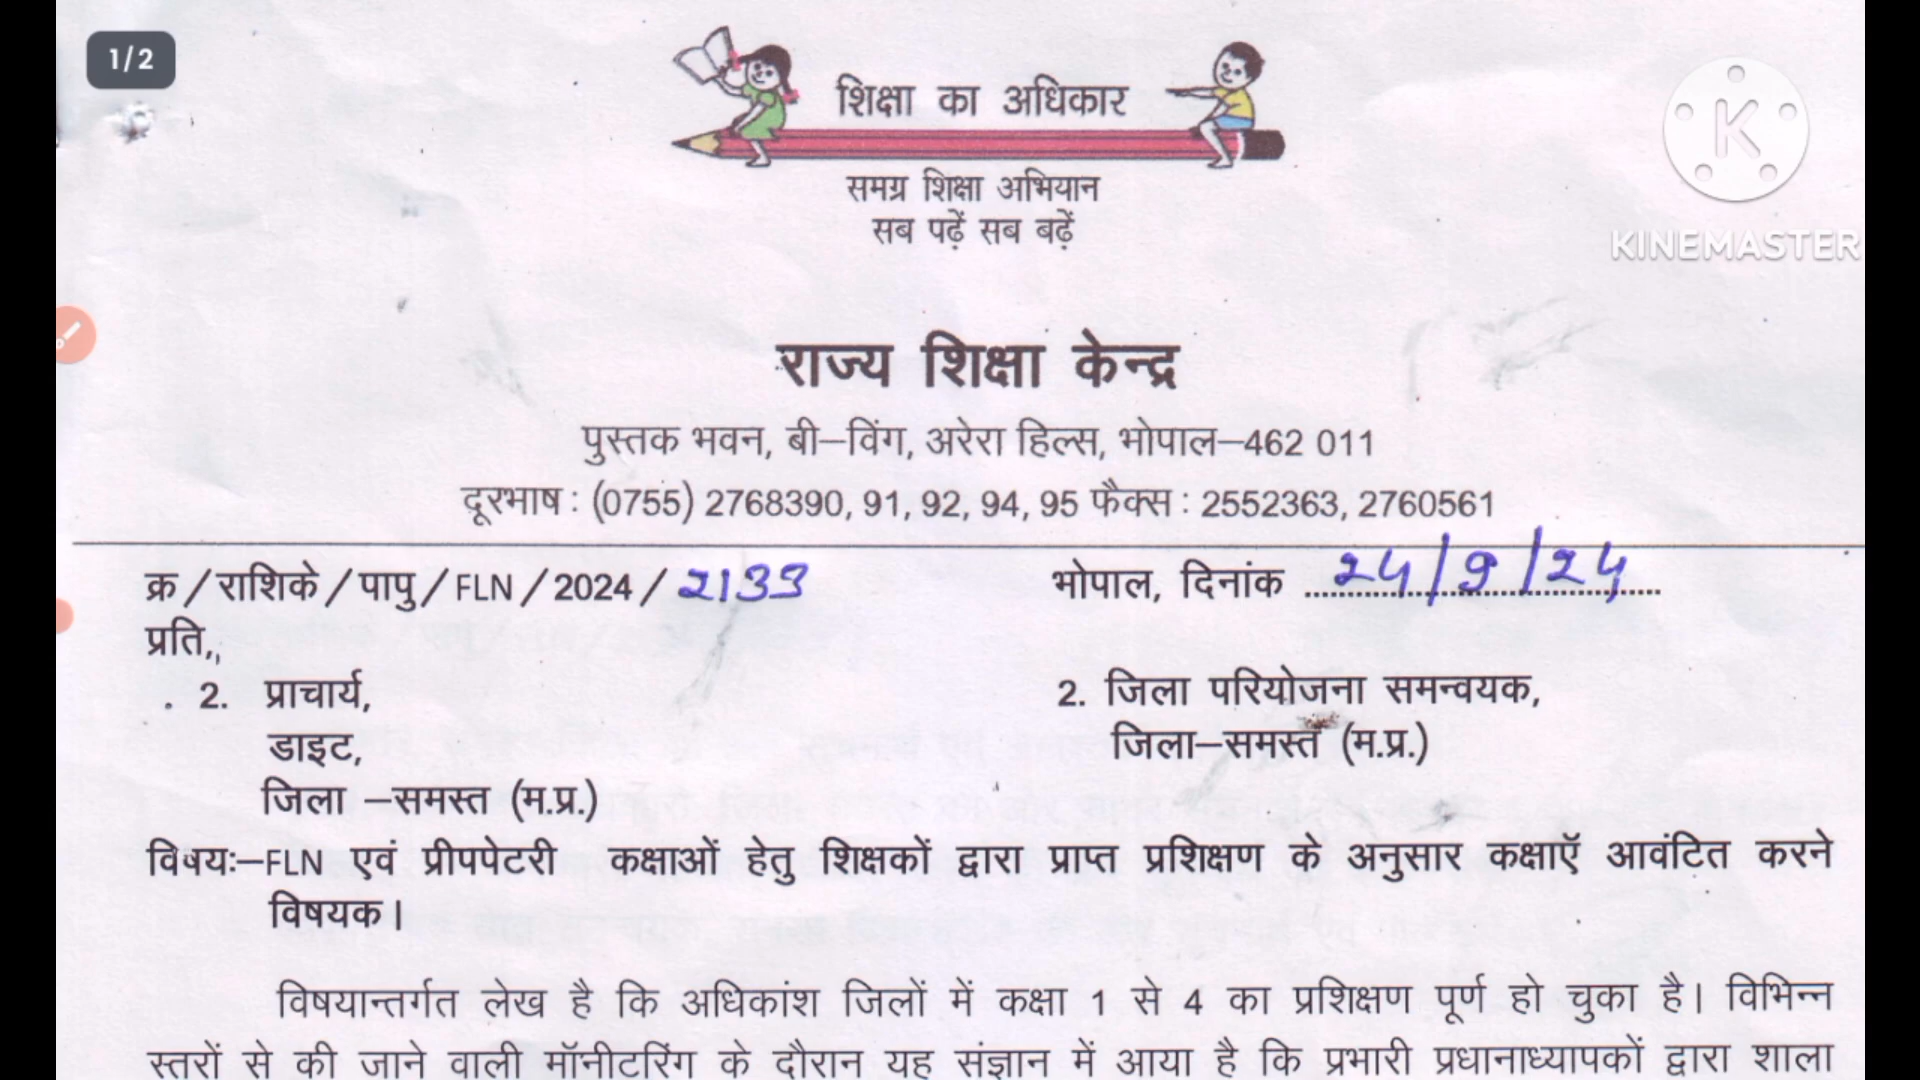 1/2
शिक्षा का अधिकार
समग्र शिक्षा अभियान
सब पढ़ें सब बढ़ें
KINEMASTER
राज्य शिक्षा केन्द्र
पुस्तक भवन, बी–विंग, अरेरा हिल्स, भोपाल–462 011
दूरभाष : (0755) 2768390, 91, 92, 94, 95 फैक्स : 2552363, 2760561
क्र/राशिके/पापु/FLN/2024/2133 भोपाल, दिनांक 24/9/24
प्रति,,
2. प्राचार्य, 2. जिला परियोजना समन्वयक,
डाइट, जिला–समस्त (म.प्र.)
जिला –समस्त (म.प्र.)
विषयः–FLN एवं प्रीपपेटरी कक्षाओं हेतु शिक्षकों द्वारा प्राप्त प्रशिक्षण के अनुसार कक्षाऍ आवंटित करने
विषयक।
विषयान्तर्गत लेख है कि अधिकांश जिलों में कक्षा 1 से 4 का प्रशिक्षण पूर्ण हो चुका है। विभिन्न
स्तरों से की जाने वाली मॉनीटरिंग के दौरान यह संज्ञान में आया है कि प्रभारी प्रधानाध्यापकों द्वारा शाला